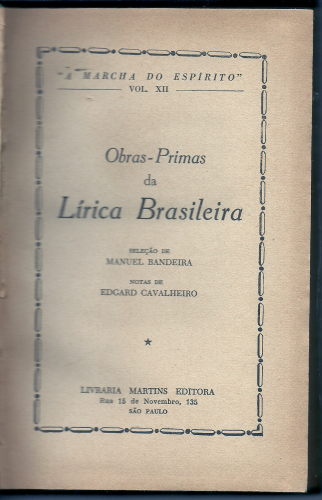 "A MARCHA DO ESPÍRITO"
VOL. XII
Obras-Primas
da
Lírica Brasileira
SELEÇÃO DE
MANUEL BANDEIRA
NOTAS DE
EDGARD CAVALHEIRO
LIVRARIA MARTINS EDITORA
Rua 15 de Novembro, 135
SÃO PAULO